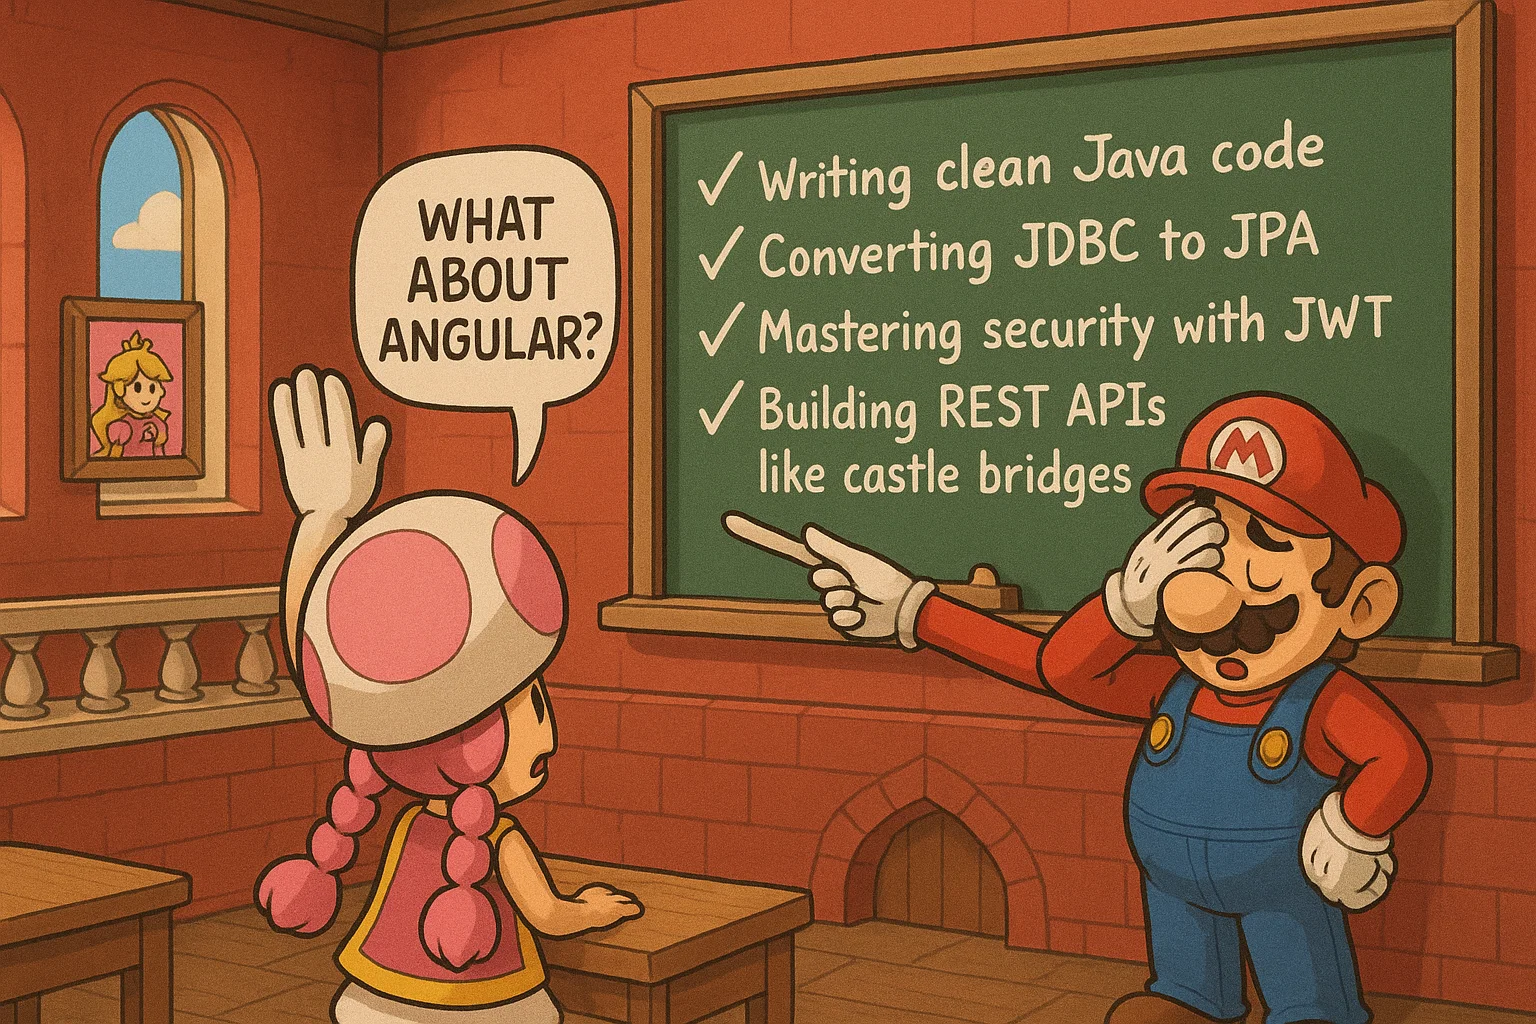 WHAT
ABOUT
ANGULAR?
✓ Writing clean Java code
✓ Converting JDBC to JPA
✓ Mastering security with JWT
✓ Building REST APIs
like castle bridges
M